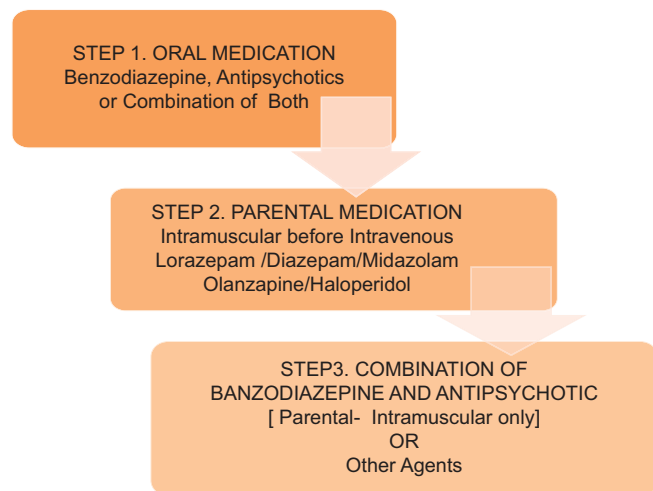 STEP 1. ORAL MEDICATION
Benzodiazepine, Antipsychotics
or Combination of Both
STEP 2. PARENTAL MEDICATION
Intramuscular before Intravenous
Lorazepam /Diazepam/Midazolam
Olanzapine/Haloperidol
STEP3. COMBINATION OF
BANZODIAZEPINE AND ANTIPSYCHOTIC
[ Parental- Intramuscular only]
OR
Other Agents